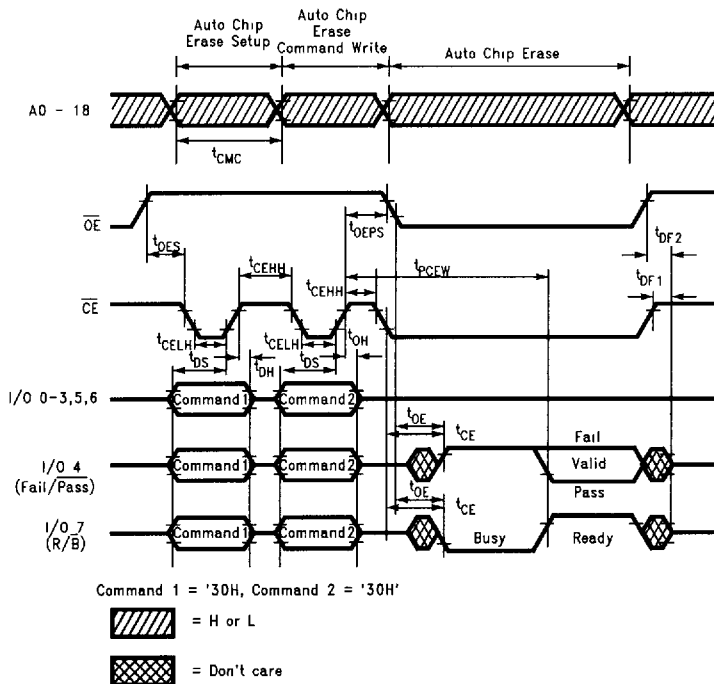 Auto Chip
Erase Setup
Auto Chip
Erase
Command Write
Auto Chip Erase
A0 - 18
tCMC
OE
tOES
tOEPS
tDF2
tCEHH
tCEHH
tPCEW
tDF1
CE
tCELH
tCELH
tOH
tDS
tDH
tDS
I/O 0-3,5,6
Command 1
Command 2
tOE
tCE
Fail
I/O 4
(Fail/Pass)
Command 1
Command 2
Valid
Pass
tOE
tCE
I/O 7
(R/B)
Command 1
Command 2
Busy
Ready
Command 1 = '30H, Command 2 = '30H'
= H or L
= Don't care